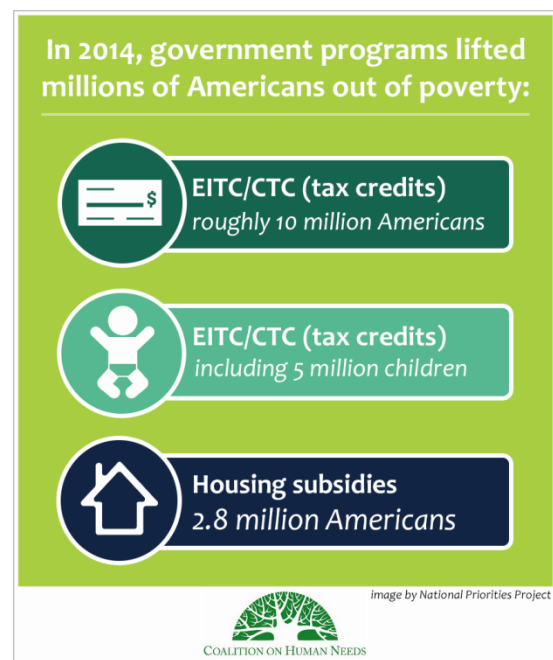 In 2014, government programs lifted
millions of Americans out of poverty:
$
EITC/CTC (tax credits)
roughly 10 million Americans
EITC/CTC (tax credits)
including 5 million children
Housing subsidies
2.8 million Americans
image by National Priorities Project
COALITION ON HUMAN NEEDS